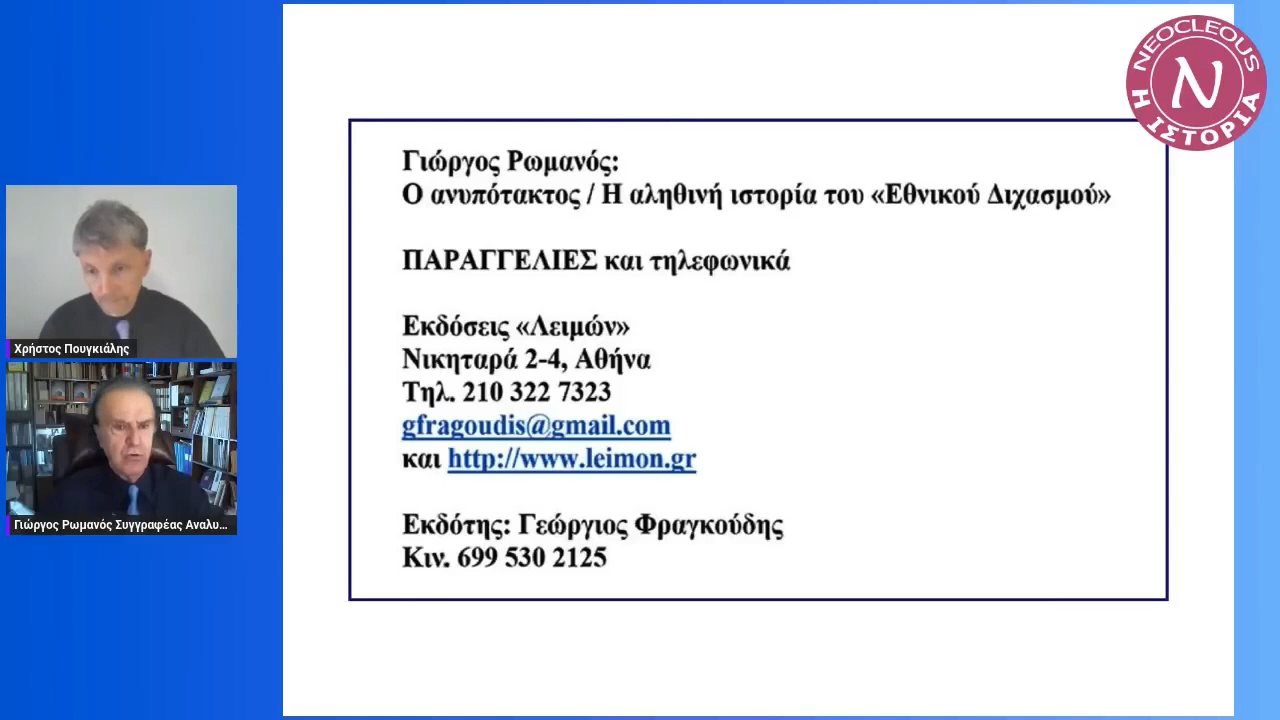 NEOCLEOUS
N
Η ΙΣΤΟΡΙΑ
Γιώργος Ρωμανός:
Ο ανυπότακτος / Η αληθινή ιστορία του «Εθνικού Διχασμού»
ΠΑΡΑΓΓΕΛΙΕΣ και τηλεφωνικά
Εκδόσεις «Λειμών»
Νικηταρά 2-4, Αθήνα
Τηλ. 210 322 7323
gfragoudis@gmail.com
και http://www.leimon.gr
Εκδότης: Γεώργιος Φραγκούδης
Κιν. 699 530 2125
Χρήστος Πουγκιάλης
Γιώργος Ρωμανός Συγγραφέας Αναλυ...